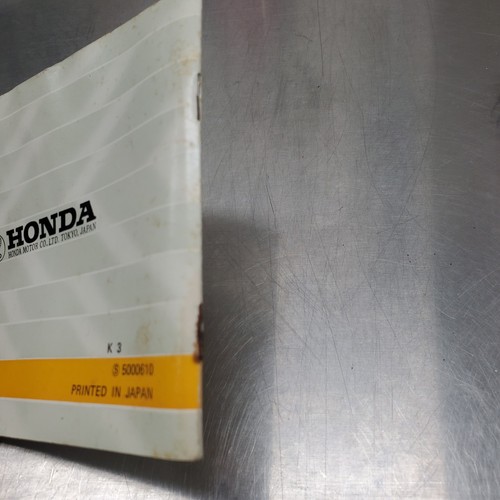 HONDA
HONDA MOTOR CO., LTD. TOKYO, JAPAN
K 3
Ⓢ 5000610
PRINTED IN JAPAN